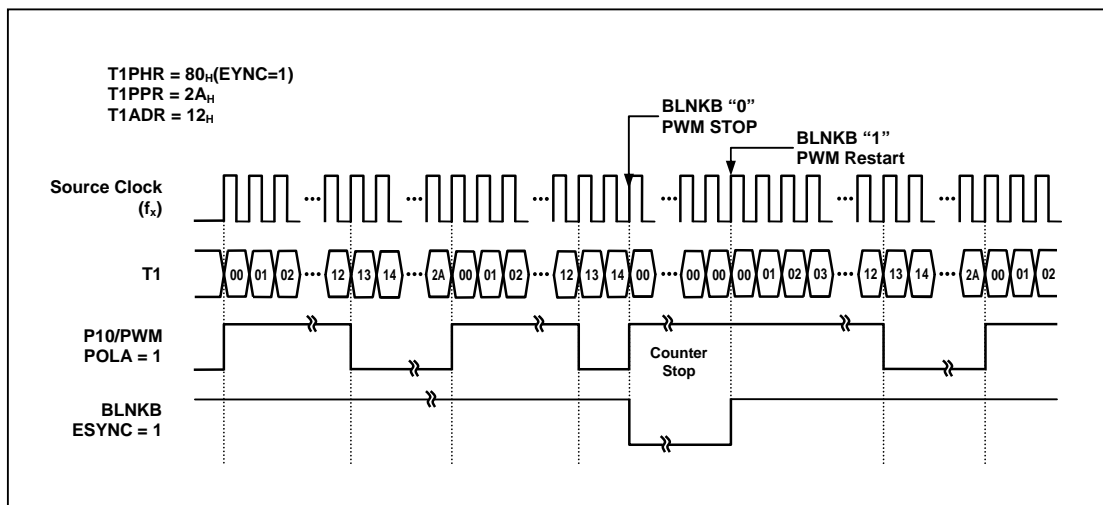 T1PHR = 80H(EYNC=1)
T1PPR = 2AH
T1ADR = 12H
BLNKB “0”
PWM STOP
BLNKB “1”
PWM Restart
Source Clock
(fx)
T1
00 01 02 12 13 14 2A 00 01 02 12 13 14 00 00 00 00 01 02 03 12 13 14 2A 00 01 02
P10/PWM
POLA = 1
Counter
Stop
BLNKB
ESYNC = 1